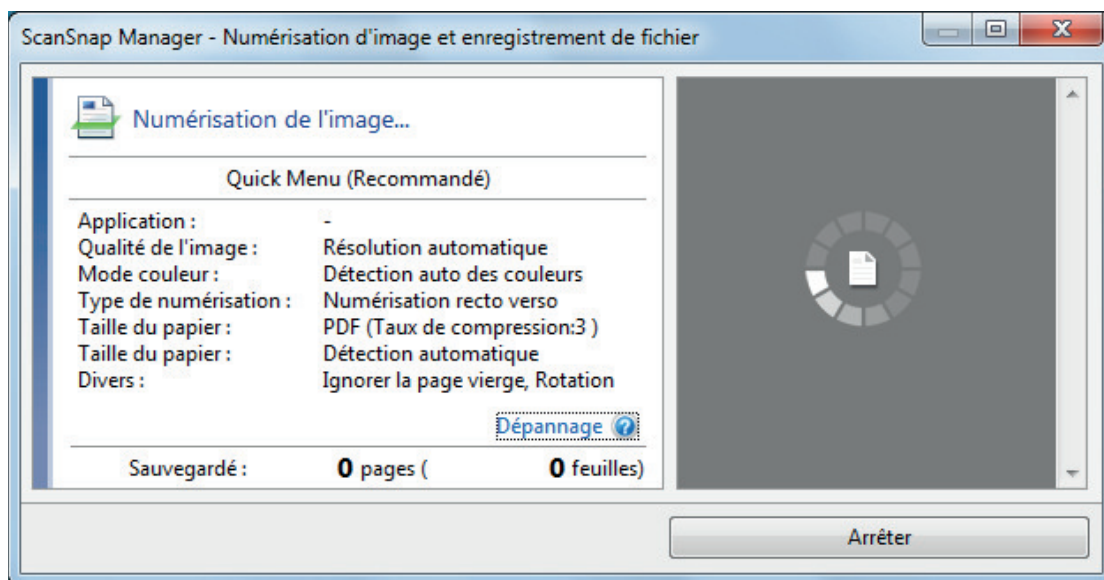 ScanSnap Manager - Numérisation d'image et enregistrement de fichier
Numérisation de l'image...
Quick Menu (Recommandé)
Application : -
Qualité de l'image : Résolution automatique
Mode couleur : Détection auto des couleurs
Type de numérisation : Numérisation recto verso
Taille du papier : PDF (Taux de compression:3 )
Taille du papier : Détection automatique
Divers : Ignorer la page vierge, Rotation
Dépannage ?
Sauvegardé : 0 pages ( 0 feuilles)
Arrêter